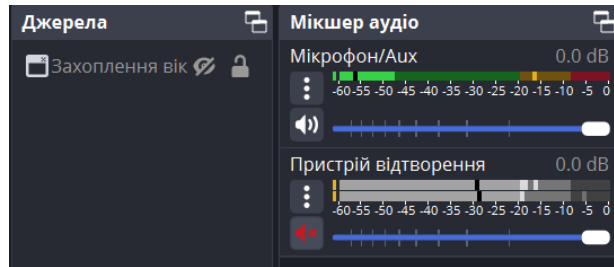 Джерела
Захоплення вік
Мікшер аудіо
Мікрофон/Aux 0.0 dB
-60 -55 -50 -45 -40 -35 -30 -25 -20 -15 -10 -5 0
Пристрій відтворення 0.0 dB
-60 -55 -50 -45 -40 -35 -30 -25 -20 -15 -10 -5 0